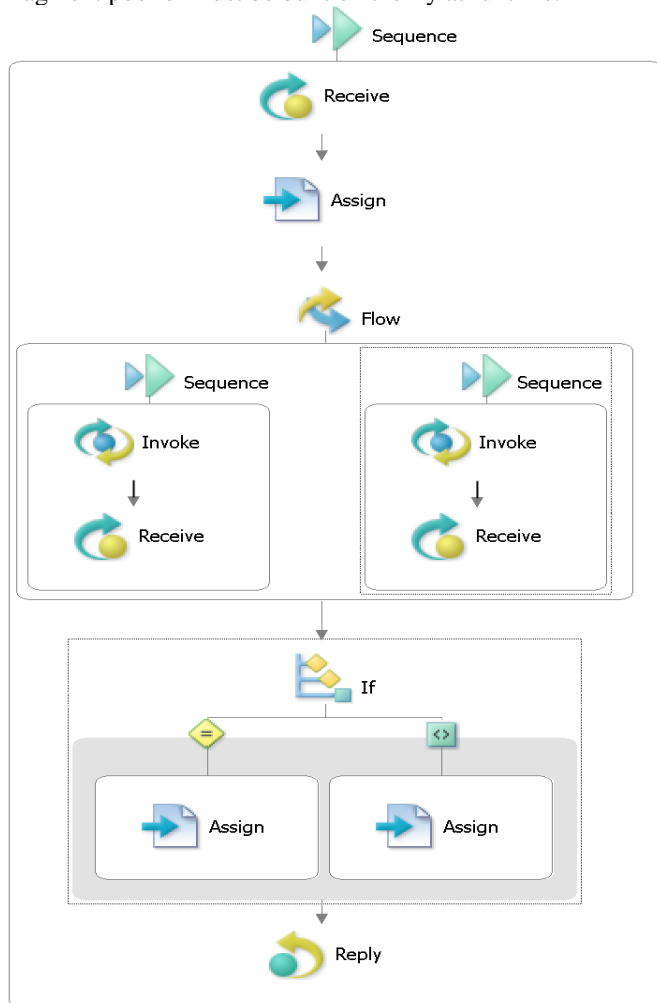 Sequence
Receive
Assign
Flow
Sequence
Sequence
Invoke
Invoke
Receive
Receive
If
=
<>
Assign
Assign
Reply